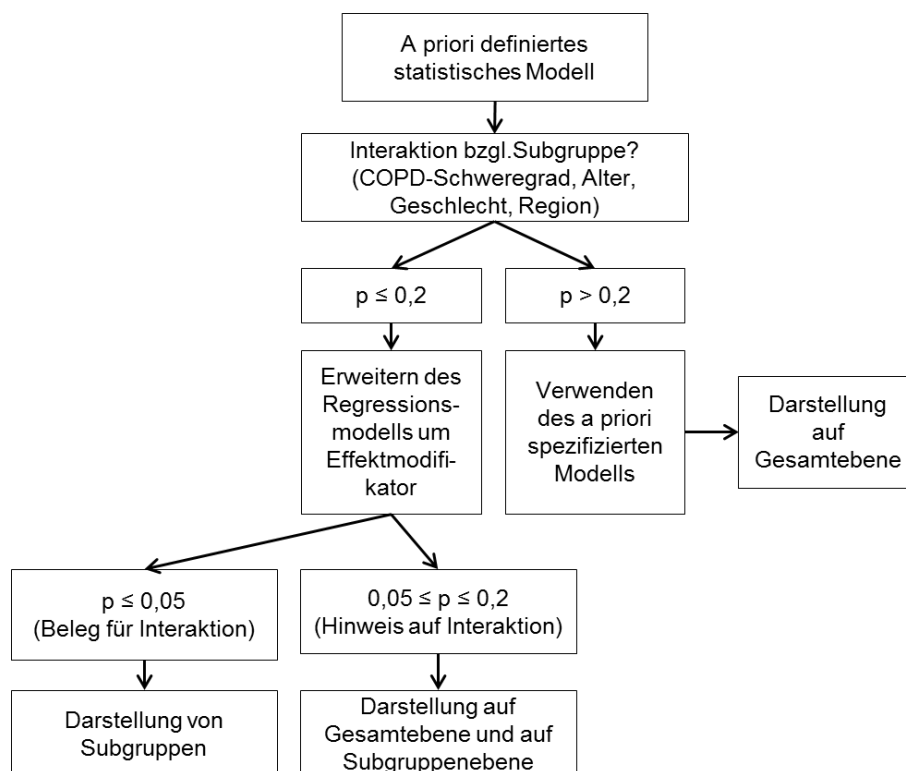 A priori definiertes
statistisches Modell
Interaktion bzgl.Subgruppe?
(COPD-Schweregrad, Alter,
Geschlecht, Region)
p ≤ 0,2
p > 0,2
Erweitern des
Regressions-
modells um
Effektmodifi-
kator
Verwenden
des a priori
spezifizierten
Modells
Darstellung
auf
Gesamtebene
p ≤ 0,05
(Beleg für Interaktion)
0,05 ≤ p ≤ 0,2
(Hinweis auf Interaktion)
Darstellung von
Subgruppen
Darstellung auf
Gesamtebene und auf
Subgruppenebene